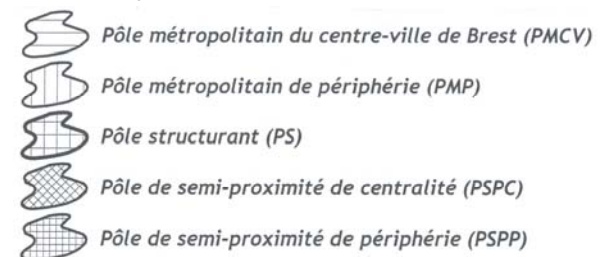 Pôle métropolitain du centre-ville de Brest (PMCV)
Pôle métropolitain de périphérie (PMP)
Pôle structurant (PS)
Pôle de semi-proximité de centralité (PSPC)
Pôle de semi-proximité de périphérie (PSPP)